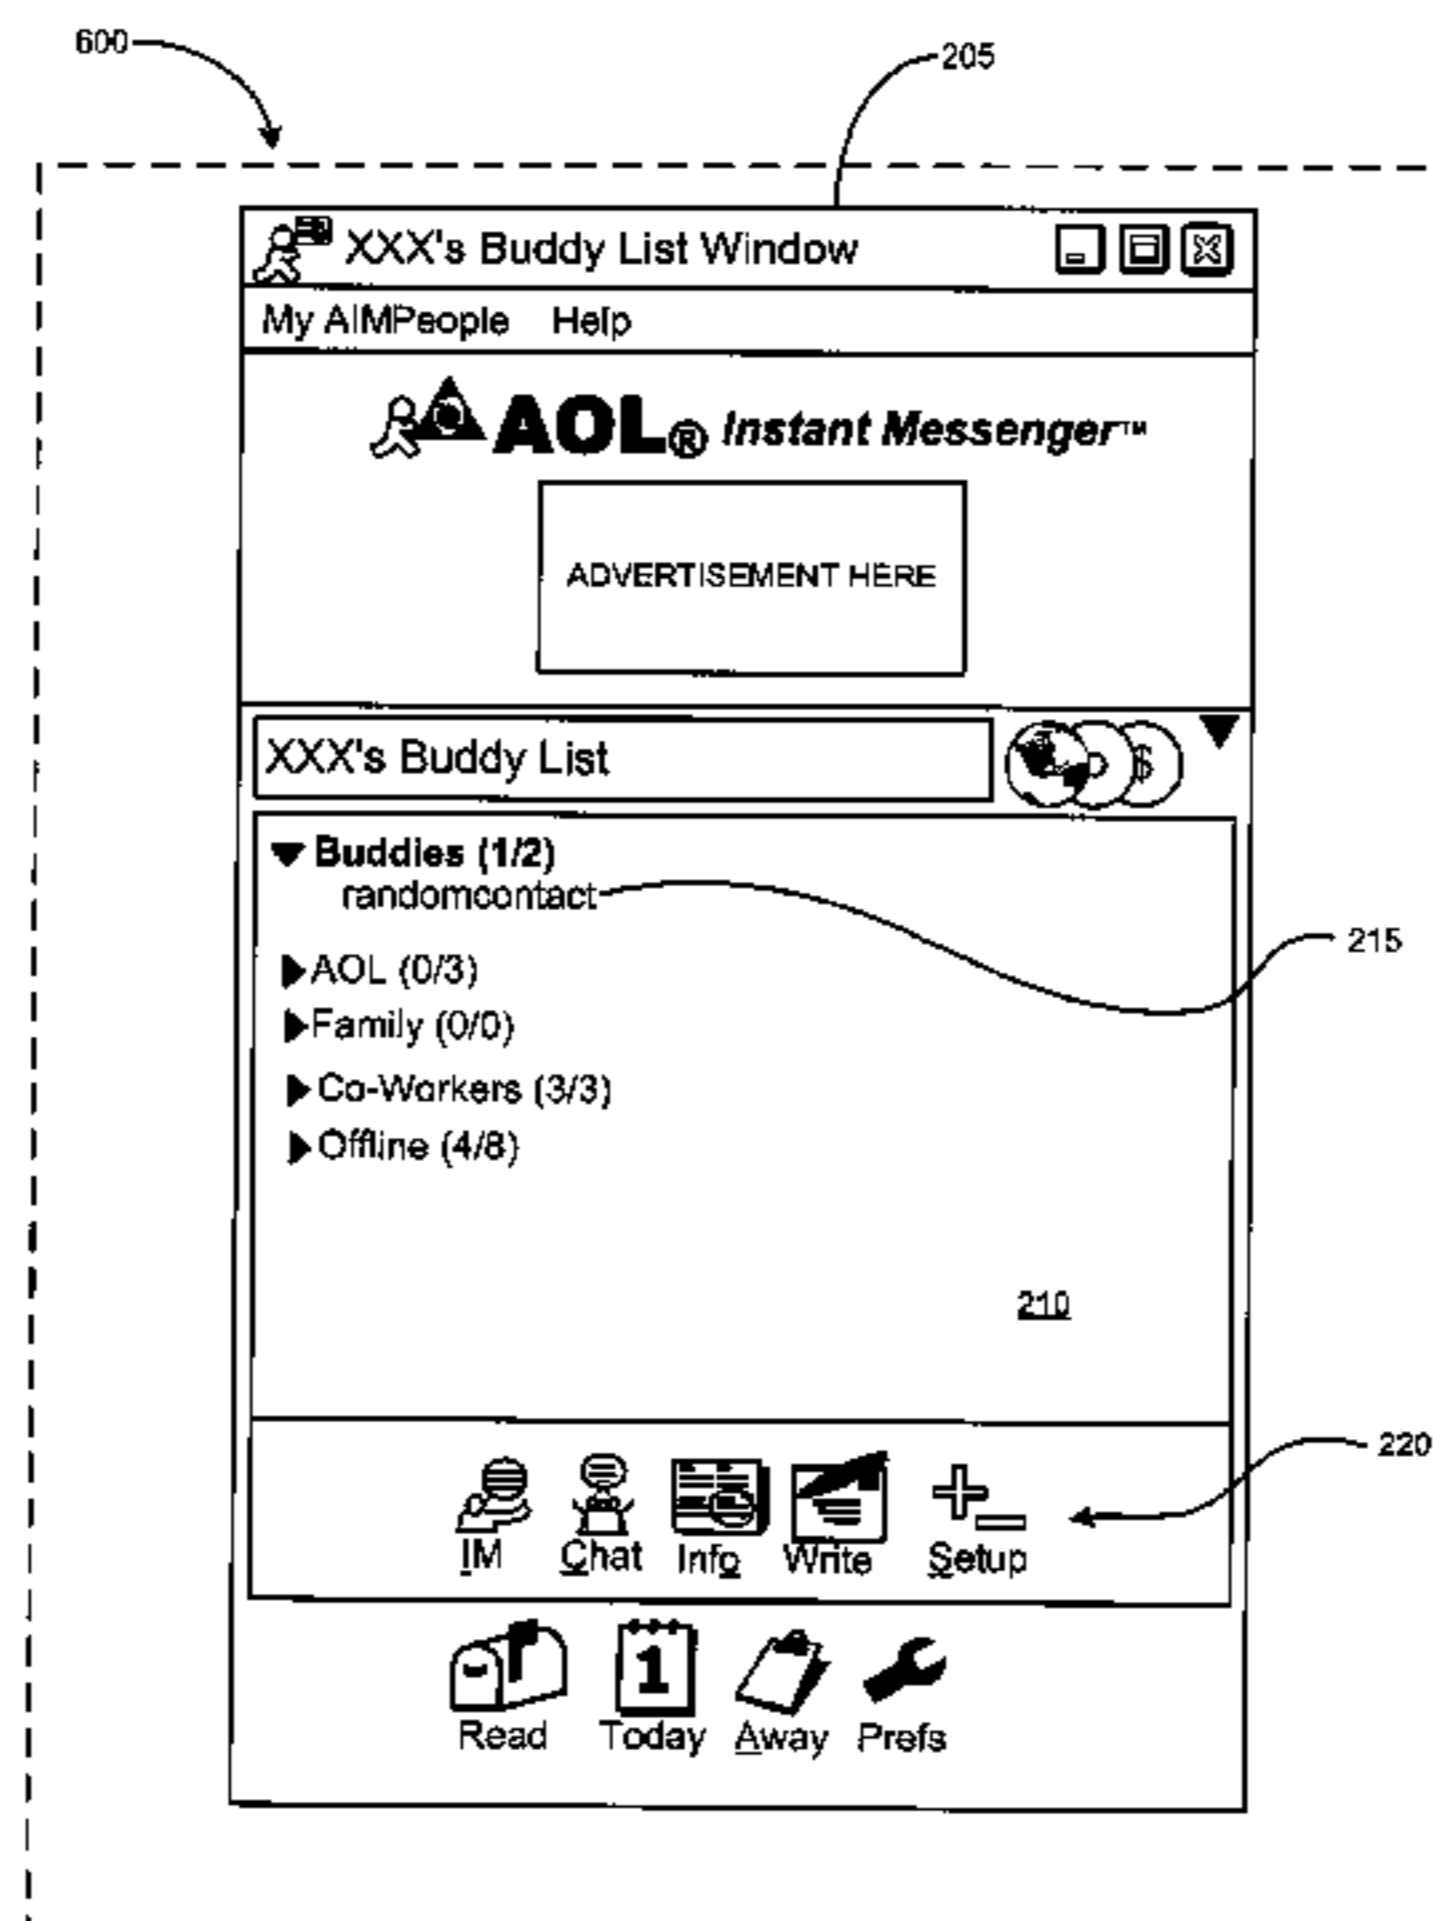 600
205
XXX's Buddy List Window
My AIMPeople Help
AOL® Instant Messenger™
ADVERTISEMENT HERE
XXX's Buddy List
$
Buddies (1/2)
randomcontact
215
AOL (0/3)
Family (0/0)
Co-Workers (3/3)
Offline (4/8)
210
220
IM Chat Info Write Setup
1
Read Today Away Prefs